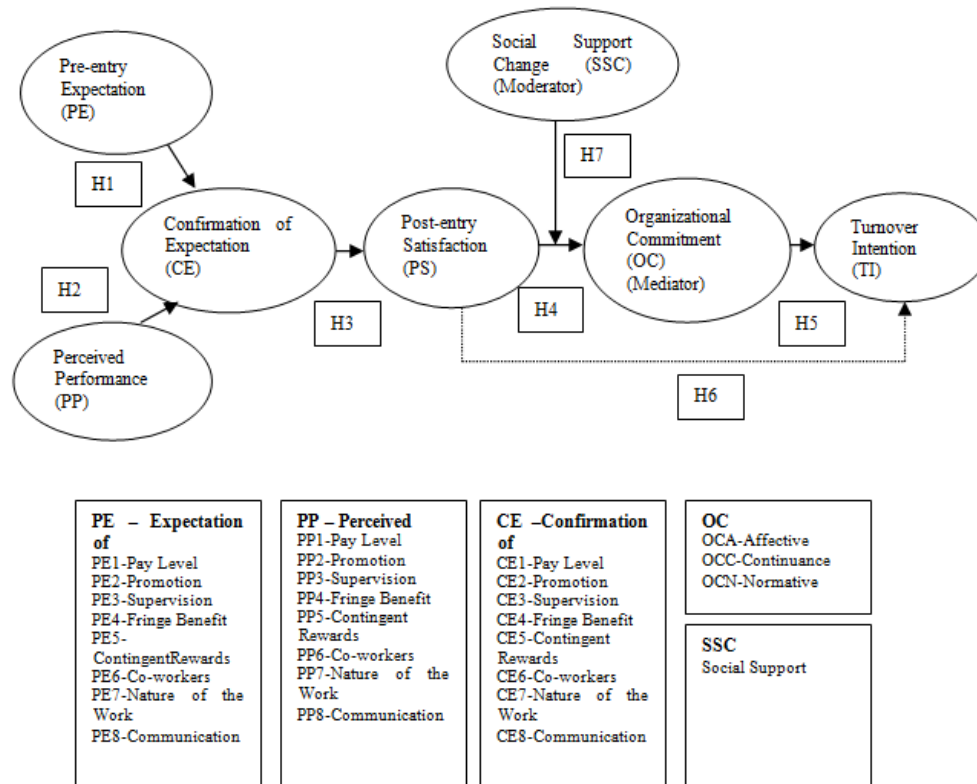 Pre-entry
Expectation
(PE)
Social Support
Change (SSC)
(Moderator)
H1
H7
Confirmation of
Expectation
(CE)
Post-entry
Satisfaction
(PS)
Organizational
Commitment
(OC)
(Mediator)
Turnover
Intention
(TI)
H2
H3
H4
H5
Perceived
Performance
(PP)
H6
PE – Expectation
of
PE1-Pay Level
PE2-Promotion
PE3-Supervision
PE4-Fringe Benefit
PE5-
ContingentRewards
PE6-Co-workers
PE7-Nature of the
Work
PE8-Communication
PP – Perceived
PP1-Pay Level
PP2-Promotion
PP3-Supervision
PP4-Fringe Benefit
PP5-Contingent
Rewards
PP6-Co-workers
PP7-Nature of the
Work
PP8-Communication
CE –Confirmation
of
CE1-Pay Level
CE2-Promotion
CE3-Supervision
CE4-Fringe Benefit
CE5-Contingent
Rewards
CE6-Co-workers
CE7-Nature of the
Work
CE8-Communication
OC
OCA-Affective
OCC-Continuance
OCN-Normative
SSC
Social Support